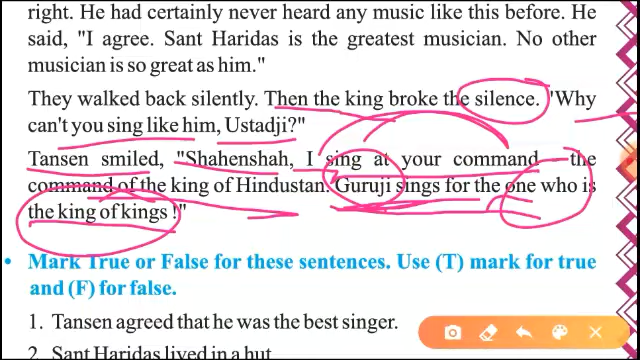 right. He had certainly never heard any music like this before. He
said, "I agree. Sant Haridas is the greatest musician. No other
musician is so great as him."
They walked back silently. Then the king broke the silence. "Why
can't you sing like him, Ustadji?"
Tansen smiled, "Shahenshah, I sing at your command – the
command of the king of Hindustan. Guruji sings for the one who is
the king of kings !"
• Mark True or False for these sentences. Use (T) mark for true
and (F) for false.
1. Tansen agreed that he was the best singer.
2. Sant Haridas lived in a hut